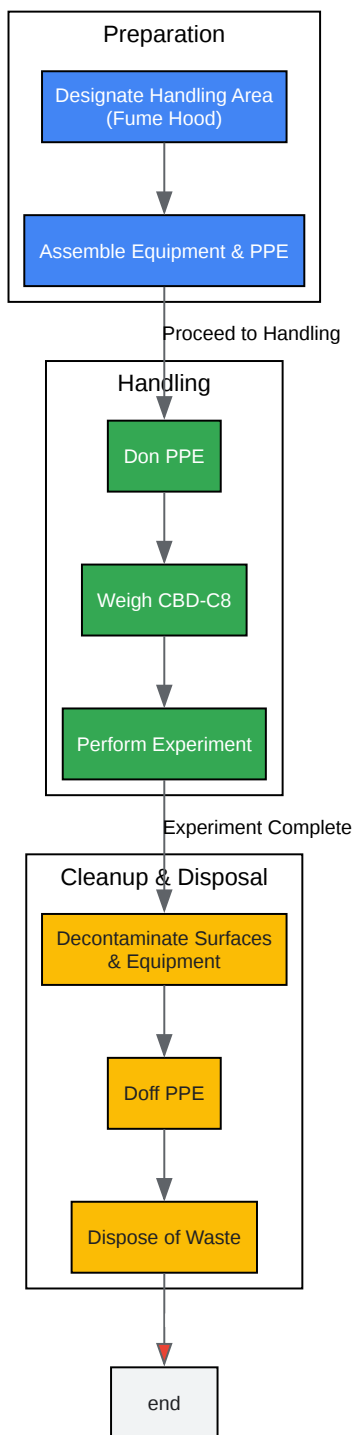 Preparation
Designate Handling Area
(Fume Hood)
Assemble Equipment & PPE
Proceed to Handling
Handling
Don PPE
Weigh CBD-C8
Perform Experiment
Experiment Complete
Cleanup & Disposal
Decontaminate Surfaces
& Equipment
Doff PPE
Dispose of Waste
end